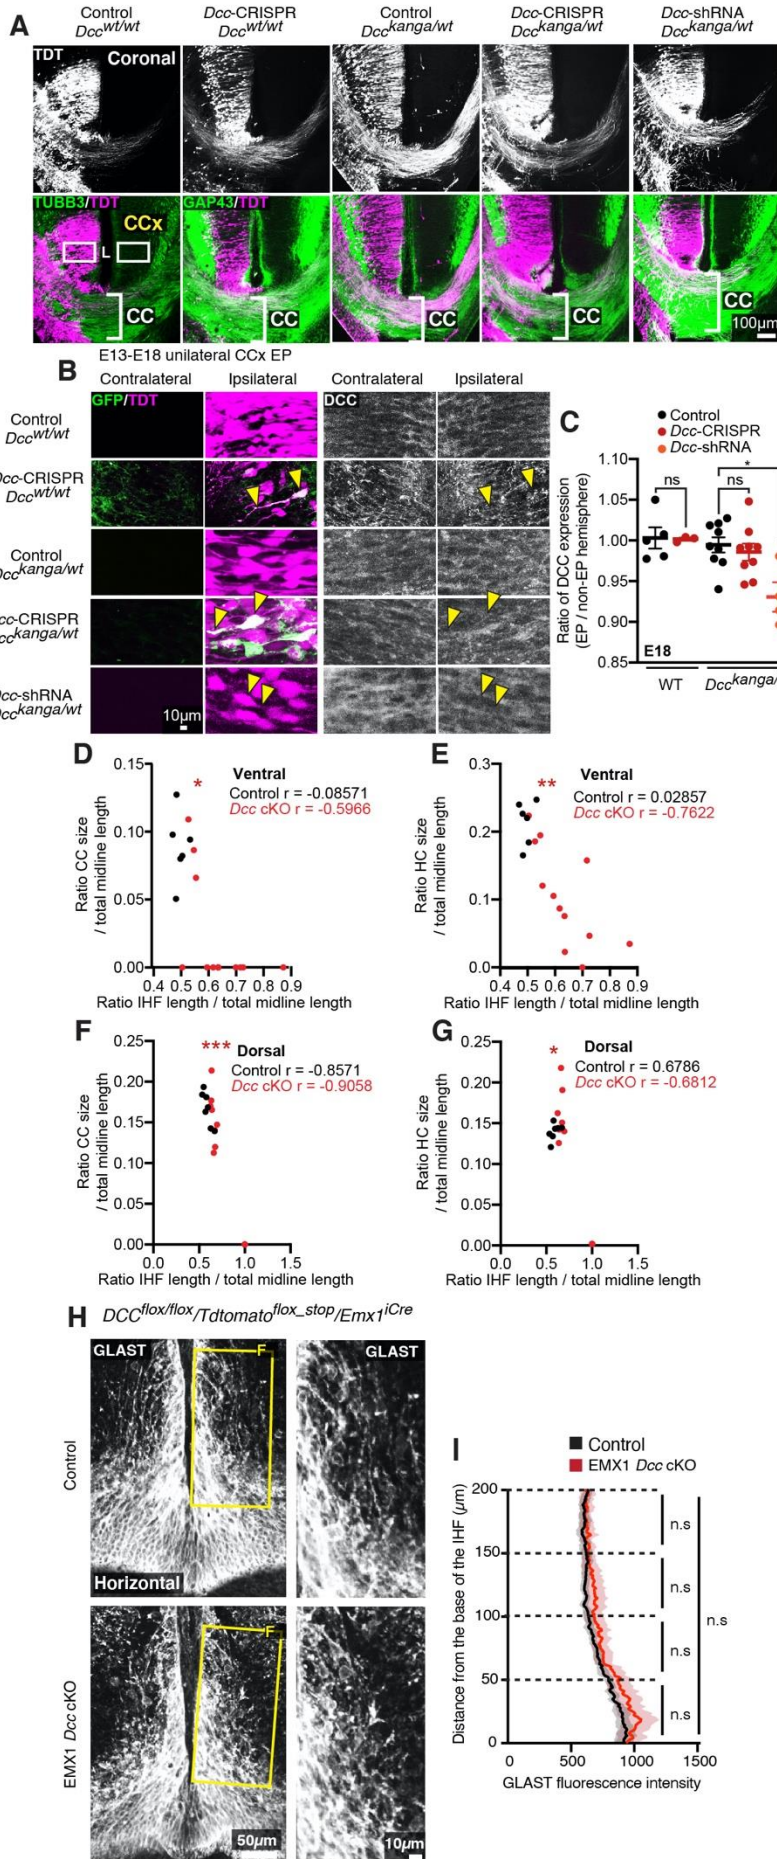 A
Control
Dcc^wt/wt
Dcc-CRISPR
Dcc^wt/wt
Control
Dcc^kanga/wt
Dcc-CRISPR
Dcc^kanga/wt
Dcc-shRNA
Dcc^kanga/wt
TDT
Coronal
TUBB3/TDT
GAP43/TDT
CCx
L
CC
CC
CC
CC
CC
100µm
E13-E18 unilateral CCx EP
B
Contralateral
Ipsilateral
Contralateral
Ipsilateral
GFP/TDT
DCC
Control
Dcc^wt/wt
Dcc-CRISPR
Dcc^wt/wt
Control
Dcc^kanga/wt
cc-CRISPR
cc^kanga/wt
cc-shRNA
cc^kanga/wt
10µm
C
Control
Dcc-CRISPR
Dcc-shRNA
Ratio of DCC expression
(EP / non-EP hemisphere)
1.10
1.05
1.00
0.95
0.90
0.85
ns
ns
*
E18
WT
Dcc^kanga/
D
Ventral
Control r = -0.08571
Dcc cKO r = -0.5966
*
Ratio CC size
/ total midline length
0.15
0.10
0.05
0.00
0.4 0.5 0.6 0.7 0.8 0.9
Ratio IHF length / total midline length
E
Ventral
Control r = 0.02857
Dcc cKO r = -0.7622
**
Ratio HC size
/ total midline length
0.3
0.2
0.1
0.00
0.4 0.5 0.6 0.7 0.8 0.9
Ratio IHF length / total midline length
F
Dorsal
Control r = -0.8571
Dcc cKO r = -0.9058
***
Ratio CC size
/ total midline length
0.25
0.20
0.15
0.05
0.00
0.0 0.5 1.0 1.5
Ratio IHF length / total midline length
G
Dorsal
Control r = 0.6786
Dcc cKO r = -0.6812
*
Ratio HC size
/ total midline length
0.25
0.20
0.15
0.05
0.00
0.0 0.5 1.0 1.5
Ratio IHF length / total midline length
H
DCC^flox/flox/Tdtomato^flox_stop/Emx1^iCre
GLAST
F
GLAST
Control
Horizontal
F
EMX1 Dcc cKO
50µm
10µm
I
Control
EMX1 Dcc cKO
Distance from the base of the IHF (µm)
200
150
100
50
0
n.s
n.s
n.s
n.s
n.s
0 500 1000 1500
GLAST fluorescence intensity